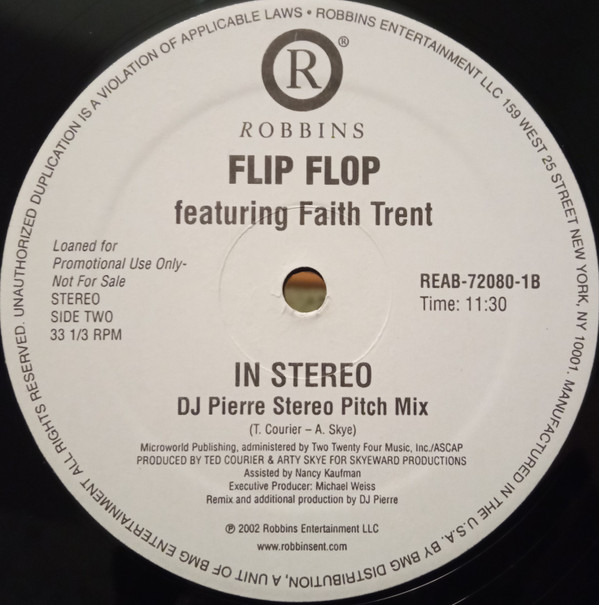 R®
ROBBINS
FLIP FLOP
featuring Faith Trent
Loaned for
Promotional Use Only-
Not For Sale
STEREO
SIDE TWO
33 1/3 RPM
REAB-72080-1B
Time: 11:30
IN STEREO
DJ Pierre Stereo Pitch Mix
(T. Courier – A. Skye)
Microworld Publishing, administered by Two Twenty Four Music, Inc./ASCAP
PRODUCED BY TED COURIER & ARTY SKYE FOR SKYEWARD PRODUCTIONS
Assisted by Nancy Kaufman
Executive Producer: Michael Weiss
Remix and additional production by DJ Pierre
℗ 2002 Robbins Entertainment LLC
www.robbinsent.com
ROBBINS ENTERTAINMENT LLC 159 WEST 25 STREET NEW YORK, NY 10001. MANUFACTURED IN THE U.S.A. BY BMG DISTRIBUTION, A UNIT OF BMG ENTERTAINMENT ALL RIGHTS RESERVED. UNAUTHORIZED DUPLICATION IS A VIOLATION OF APPLICABLE LAWS •